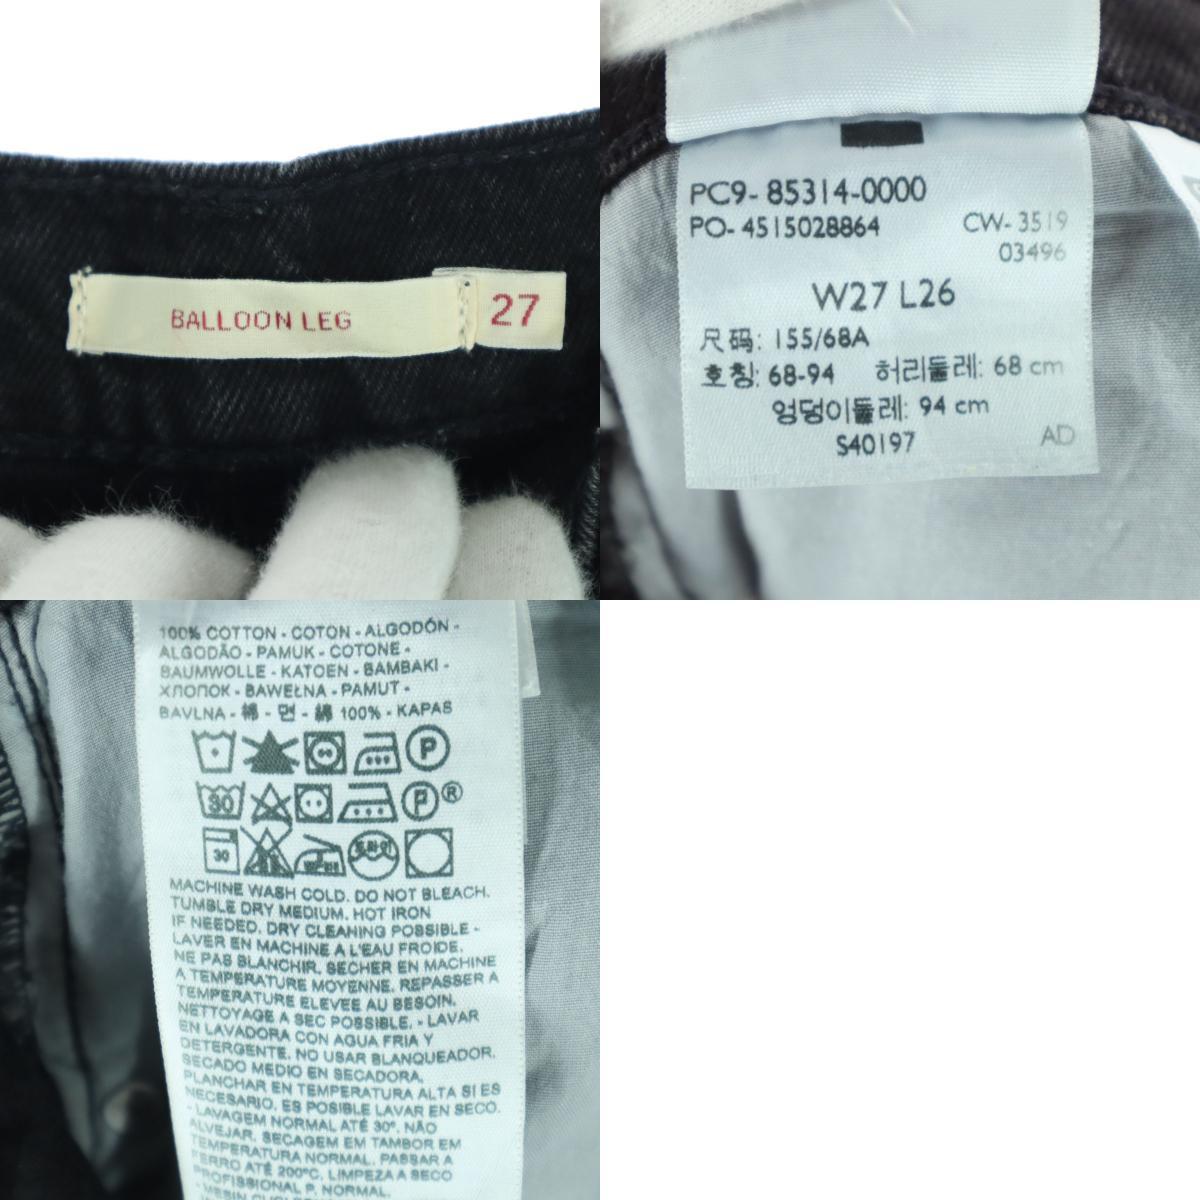 BALLOON LEG
27
PC9- 85314-0000
PO- 4515028864
CW- 3519
03496
W27 L26
尺码: 155/68A
호칭: 68-94 허리둘레: 68 cm
엉덩이둘레: 94 cm
S40197
AD
100% COTTON - COTON - ALGODÓN -
ALGODÃO - PAMUK - COTONE -
BAUMWOLLE - KATOEN - BAMBAKI -
ХЛОПОК - BAWEŁNA - PAMUT -
BAVLNA - 棉 - 면 - 綿 100% - KAPAS
P
30 P®
30 드라이
MACHINE WASH COLD. DO NOT BLEACH.
TUMBLE DRY MEDIUM. HOT IRON
IF NEEDED. DRY CLEANING POSSIBLE -
LAVER EN MACHINE A L'EAU FROIDE.
NE PAS BLANCHIR. SECHER EN MACHINE
A TEMPERATURE MOYENNE. REPASSER A
TEMPERATURE ELEVEE AU BESOIN.
NETTOYAGE A SEC POSSIBLE. - LAVAR
EN LAVADORA CON AGUA FRIA Y
DETERGENTE. NO USAR BLANQUEADOR.
SECADO MEDIO EN SECADORA.
PLANCHAR EN TEMPERATURA ALTA SI ES
NECESARIO. ES POSIBLE LAVAR EN SECO.
- LAVAGEM NORMAL ATÉ 30°. NÃO
ALVEJAR. SECAGEM EM TAMBOR EM
TEMPERATURA NORMAL. PASSAR A
FERRO ATÉ 200°C. LIMPEZA A SECO
PROFISSIONAL P. NORMAL.